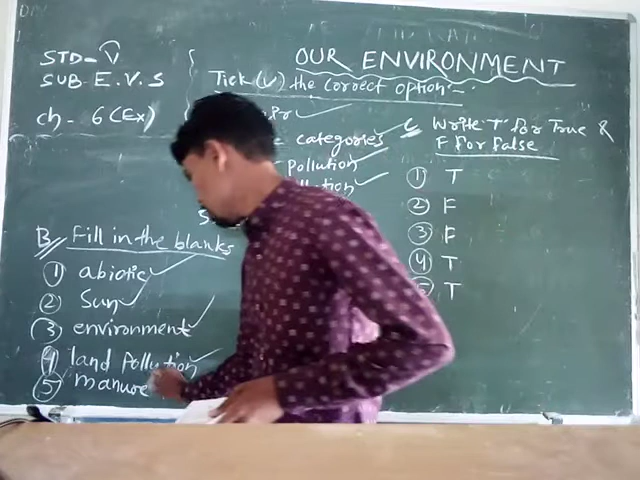 STD- V
SUB E.V.S
Ch- 6 (Ex)
OUR ENVIRONMENT
Tick (✓) the correct option:-
categories
Pollution
B Fill in the blanks
① abiotic
② Sun
③ environment
④ land Pollution
⑤ manure
C Write T for True &
F for false
① T
② F
③ F
④ T
⑤ T